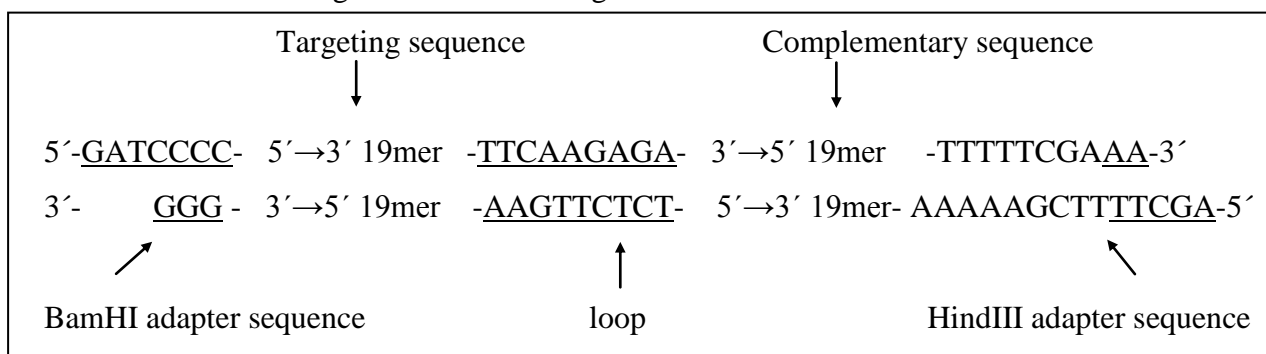 Targeting sequence Complementary sequence
5´-GATCCCC- 5´→3´ 19mer -TTCAAGAGA- 3´→5´ 19mer -TTTTTCGAAA-3´
3´- GGG - 3´→5´ 19mer -AAGTTCTCT- 5´→3´ 19mer- AAAAAGCTTTTCGA-5´
BamHI adapter sequence loop HindIII adapter sequence